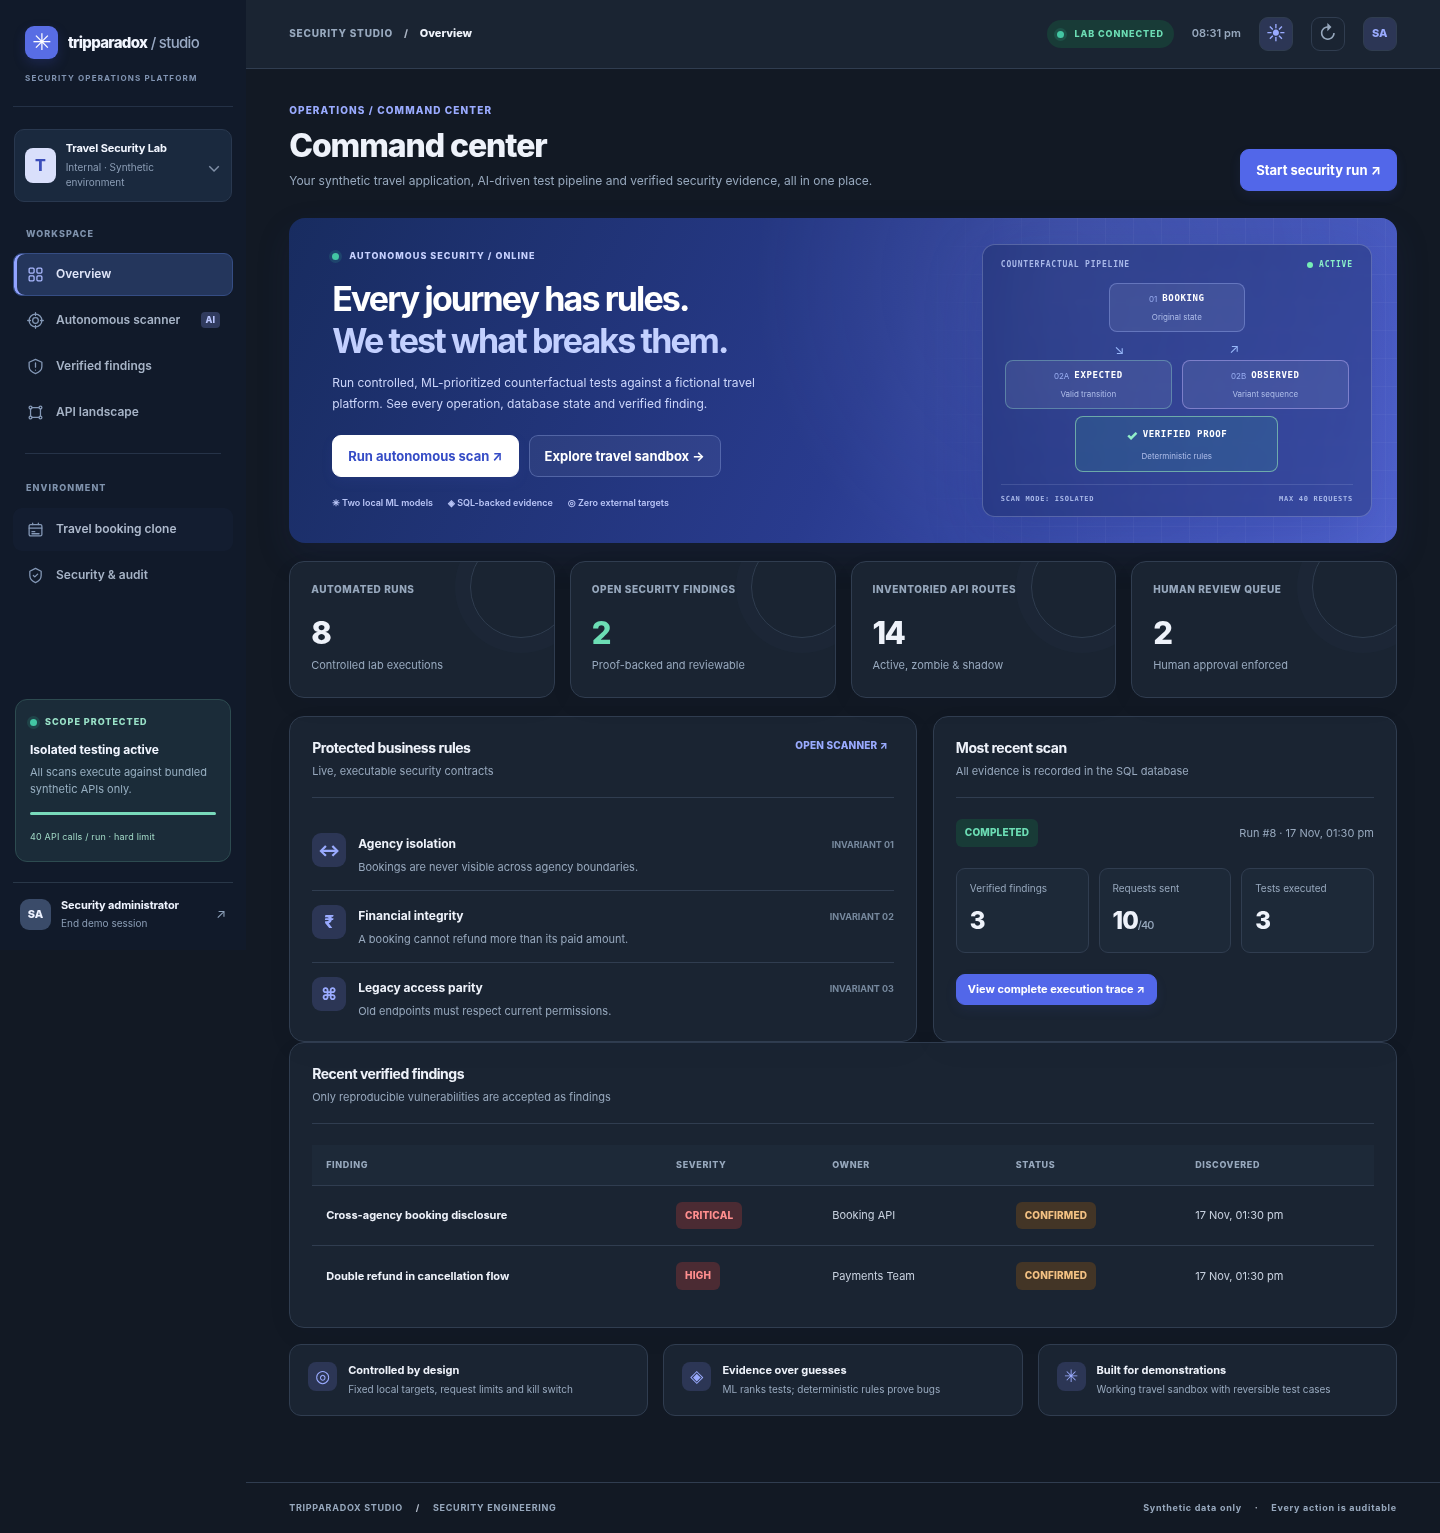 tripparadox / studio
SECURITY OPERATIONS PLATFORM
T
Travel Security Lab
Internal · Synthetic
environment
WORKSPACE
Overview
Autonomous scanner AI
Verified findings
API landscape
ENVIRONMENT
Travel booking clone
Security & audit
SCOPE PROTECTED
Isolated testing active
All scans execute against bundled
synthetic APIs only.
40 API calls / run · hard limit
SA
Security administrator
End demo session ↗
SECURITY STUDIO / Overview
LAB CONNECTED
08:31 pm
SA
OPERATIONS / COMMAND CENTER
Command center
Your synthetic travel application, AI-driven test pipeline and verified security evidence, all in one place.
Start security run ↗
AUTONOMOUS SECURITY / ONLINE
Every journey has rules.
We test what breaks them.
Run controlled, ML-prioritized counterfactual tests against a fictional travel
platform. See every operation, database state and verified finding.
Run autonomous scan ↗
Explore travel sandbox →
✳ Two local ML models ◈ SQL-backed evidence ◎ Zero external targets
COUNTERFACTUAL PIPELINE
ACTIVE
01 BOOKING
Original state
↘ ↗
02A EXPECTED
Valid transition
02B OBSERVED
Variant sequence
✓ VERIFIED PROOF
Deterministic rules
SCAN MODE: ISOLATED
MAX 40 REQUESTS
AUTOMATED RUNS
8
Controlled lab executions
OPEN SECURITY FINDINGS
2
Proof-backed and reviewable
INVENTORIED API ROUTES
14
Active, zombie & shadow
HUMAN REVIEW QUEUE
2
Human approval enforced
Protected business rules
Live, executable security contracts
OPEN SCANNER ↗
↔
Agency isolation
Bookings are never visible across agency boundaries.
INVARIANT 01
₹
Financial integrity
A booking cannot refund more than its paid amount.
INVARIANT 02
⌘
Legacy access parity
Old endpoints must respect current permissions.
INVARIANT 03
Most recent scan
All evidence is recorded in the SQL database
COMPLETED
Run #8 · 17 Nov, 01:30 pm
Verified findings
3
Requests sent
10/40
Tests executed
3
View complete execution trace ↗
Recent verified findings
Only reproducible vulnerabilities are accepted as findings
FINDING SEVERITY OWNER STATUS DISCOVERED
Cross-agency booking disclosure CRITICAL Booking API CONFIRMED 17 Nov, 01:30 pm
Double refund in cancellation flow HIGH Payments Team CONFIRMED 17 Nov, 01:30 pm
◎
Controlled by design
Fixed local targets, request limits and kill switch
◈
Evidence over guesses
ML ranks tests; deterministic rules prove bugs
✳
Built for demonstrations
Working travel sandbox with reversible test cases
TRIPPARADOX STUDIO / SECURITY ENGINEERING
Synthetic data only · Every action is auditable